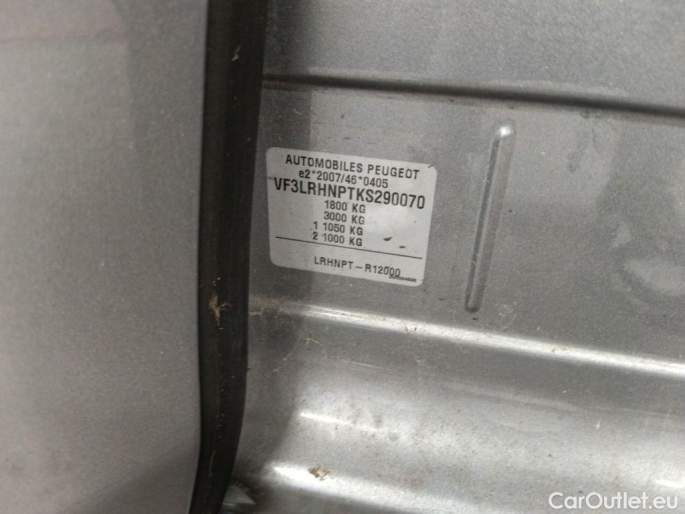 AUTOMOBILES PEUGEOT
e2*2007/46*0405
*VF3LRHNPTKS290070
1800 KG
3000 KG
1 1050 KG
2 1000 KG
LRHNPT-R12000
CarOutlet.eu